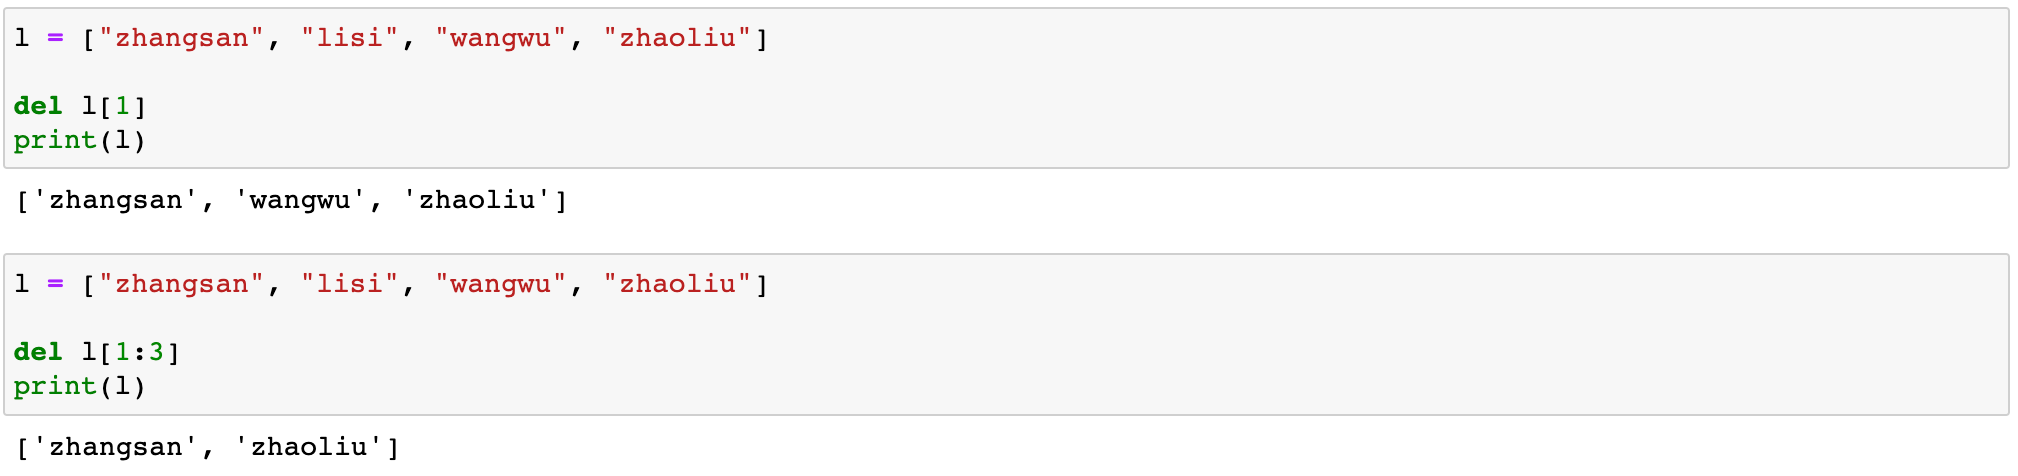 l = ["zhangsan", "lisi", "wangwu", "zhaoliu"]
del l[1]
print(l)
['zhangsan', 'wangwu', 'zhaoliu']
l = ["zhangsan", "lisi", "wangwu", "zhaoliu"]
del l[1:3]
print(l)
['zhangsan', 'zhaoliu']